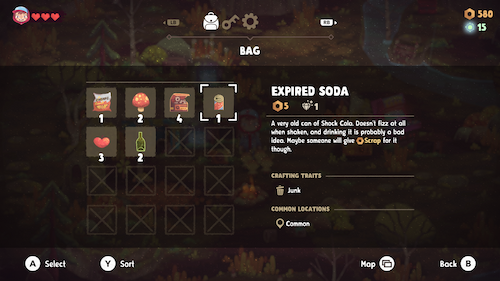 LB
RB
580
15
BAG
1
2
4
1
3
2
EXPIRED SODA
5
1
A very old can of Shock Cola. Doesn't fizz at all
when shaken, and drinking it is probably a bad
idea. Maybe someone will give Scrap for it
though.
CRAFTING TRAITS
Junk
COMMON LOCATIONS
Common
A Select
Y Sort
Map
Back B